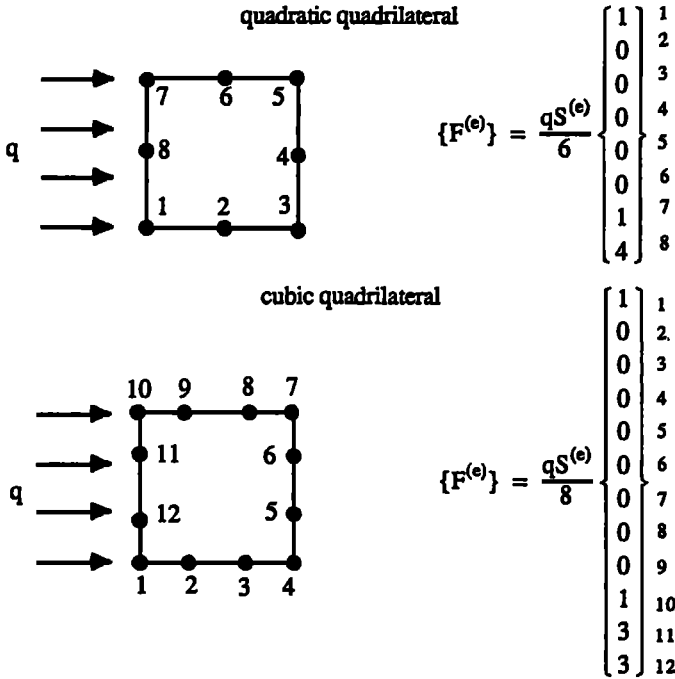 quadratic quadrilateral
q
7 6 5
8 4
1 2 3
{F^(e)} = qS^(e)/6 {1 0 0 0 0 0 1 4}
1
2
3
4
5
6
7
8
cubic quadrilateral
q
10 9 8 7
11 6
12 5
1 2 3 4
{F^(e)} = qS^(e)/8 {1 0 0 0 0 0 0 0 0 1 3 3}
1
2.
3
4
5
6
7
8
9
10
11
12